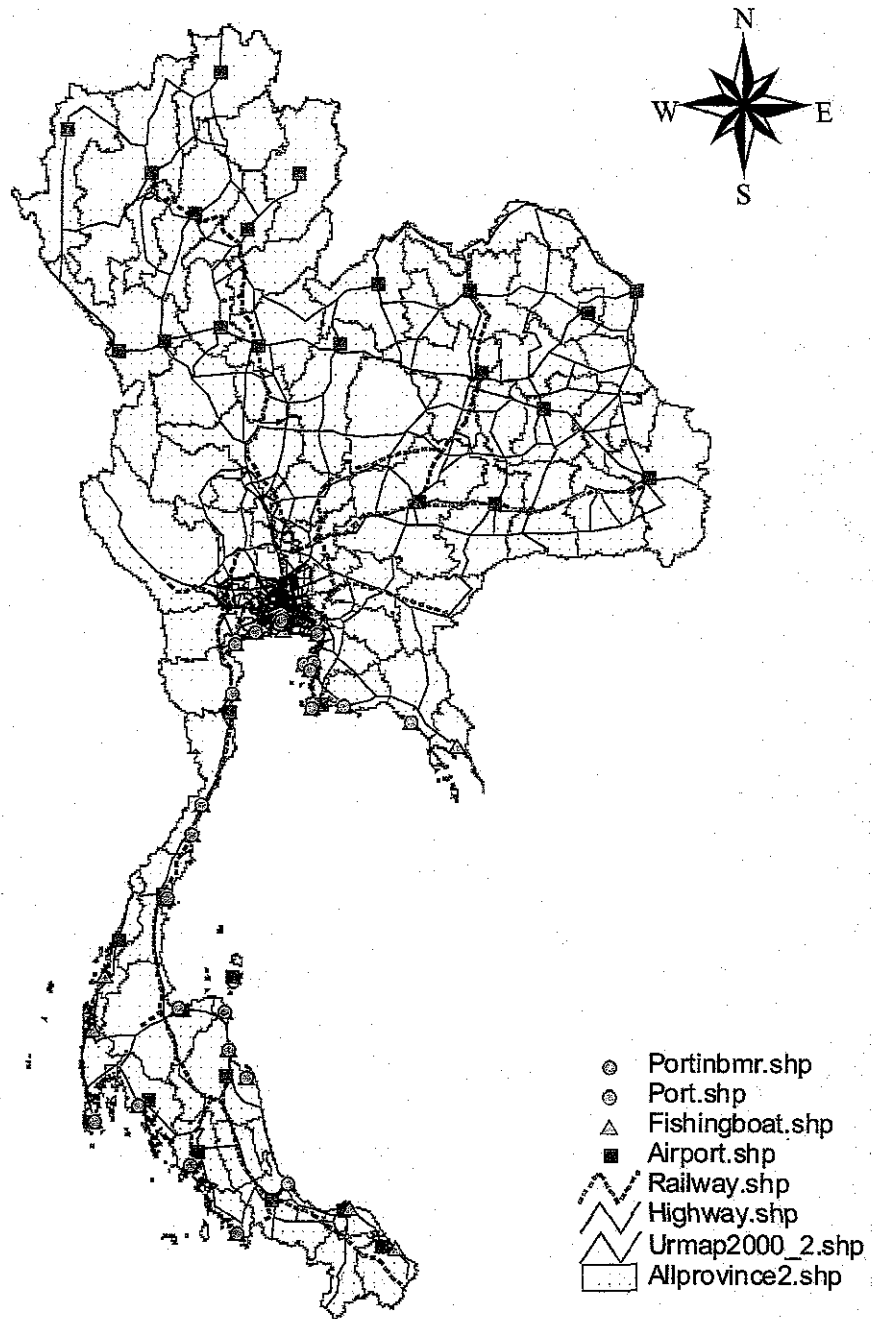 N
W E
S
Portinbmr.shp
Port.shp
Fishingboat.shp
Airport.shp
Railway.shp
Highway.shp
Urmap2000_2.shp
Allprovince2.shp